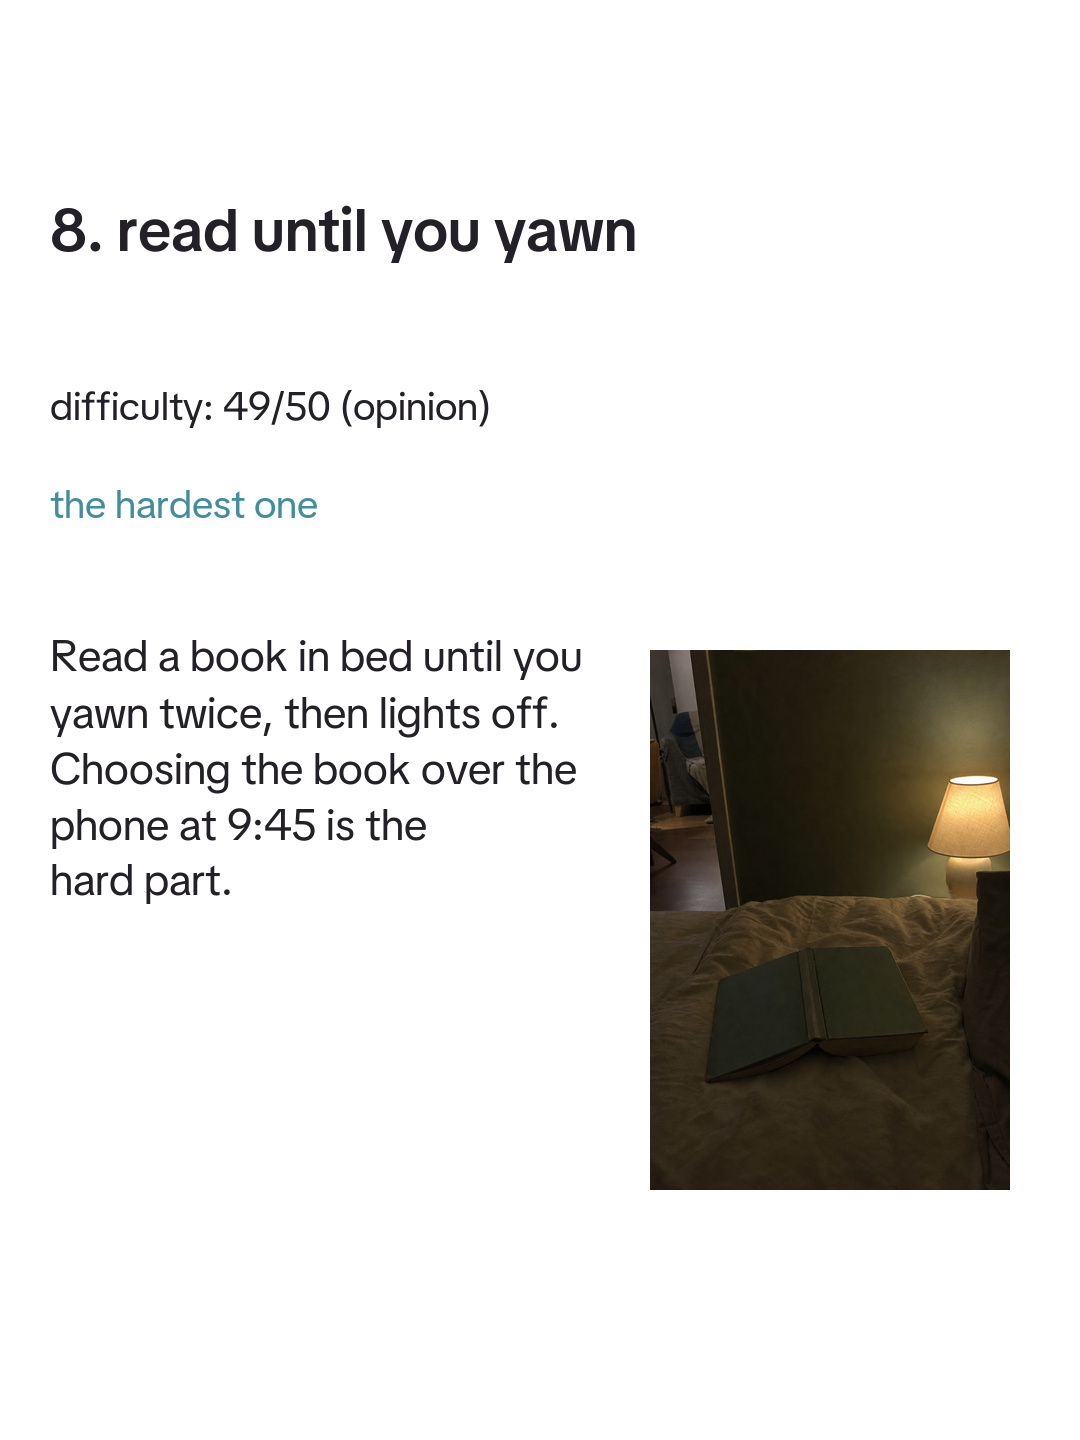 8. read until you yawn
difficulty: 49/50 (opinion)
the hardest one
Read a book in bed until you
yawn twice, then lights off.
Choosing the book over the
phone at 9:45 is the
hard part.